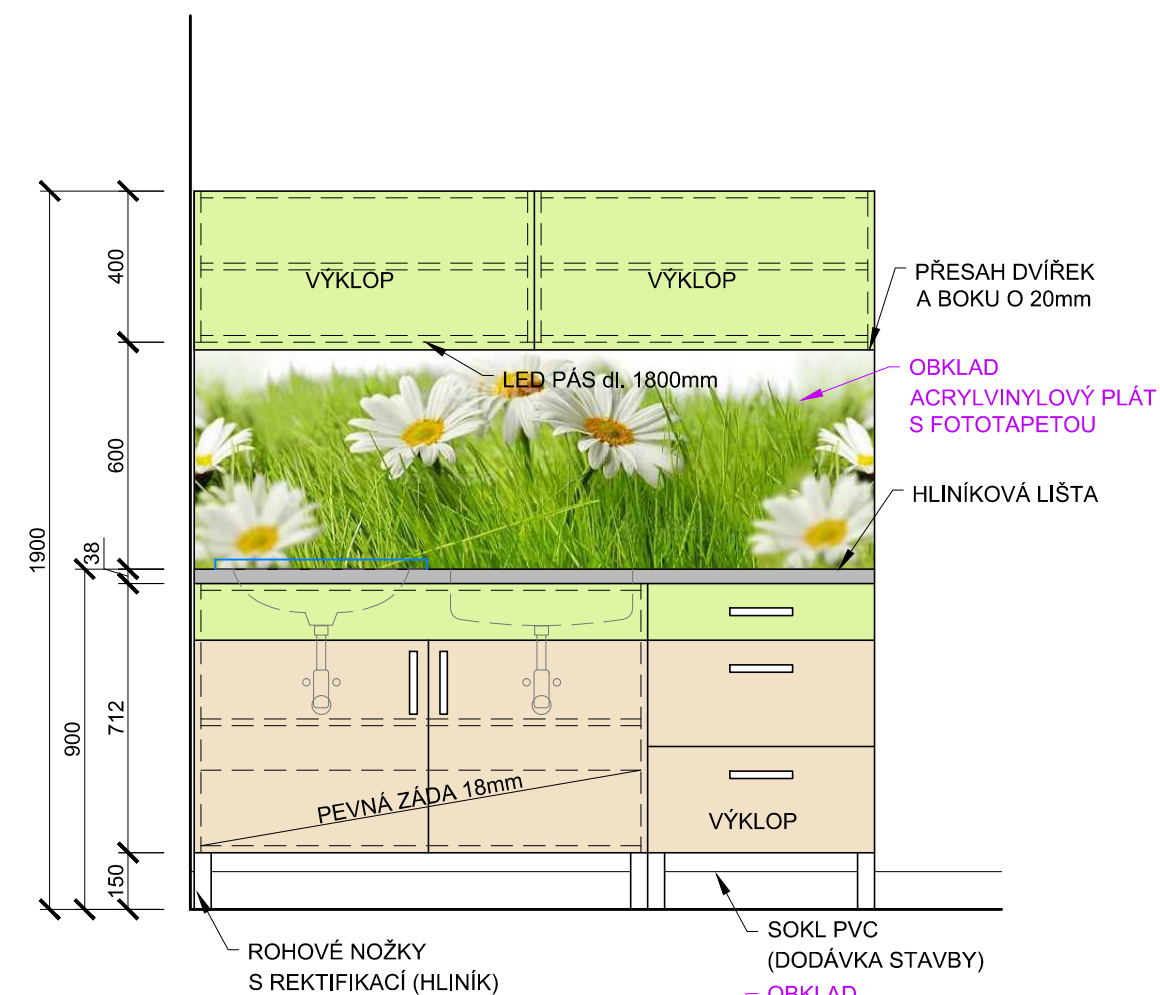 VÝKLOP
VÝKLOP
PŘESAH DVÍŘEK
A BOKU O 20mm
LED PÁS dl. 1800mm
OBKLAD
ACRYLVINYLOVÝ PLÁT
S FOTOTAPETOU
HLINÍKOVÁ LIŠTA
400
600
1900
38
712
900
150
PEVNÁ ZÁDA 18mm
VÝKLOP
ROHOVÉ NOŽKY
S REKTIFIKACÍ (HLINÍK)
SOKL PVC
(DODÁVKA STAVBY)
OBKLAD